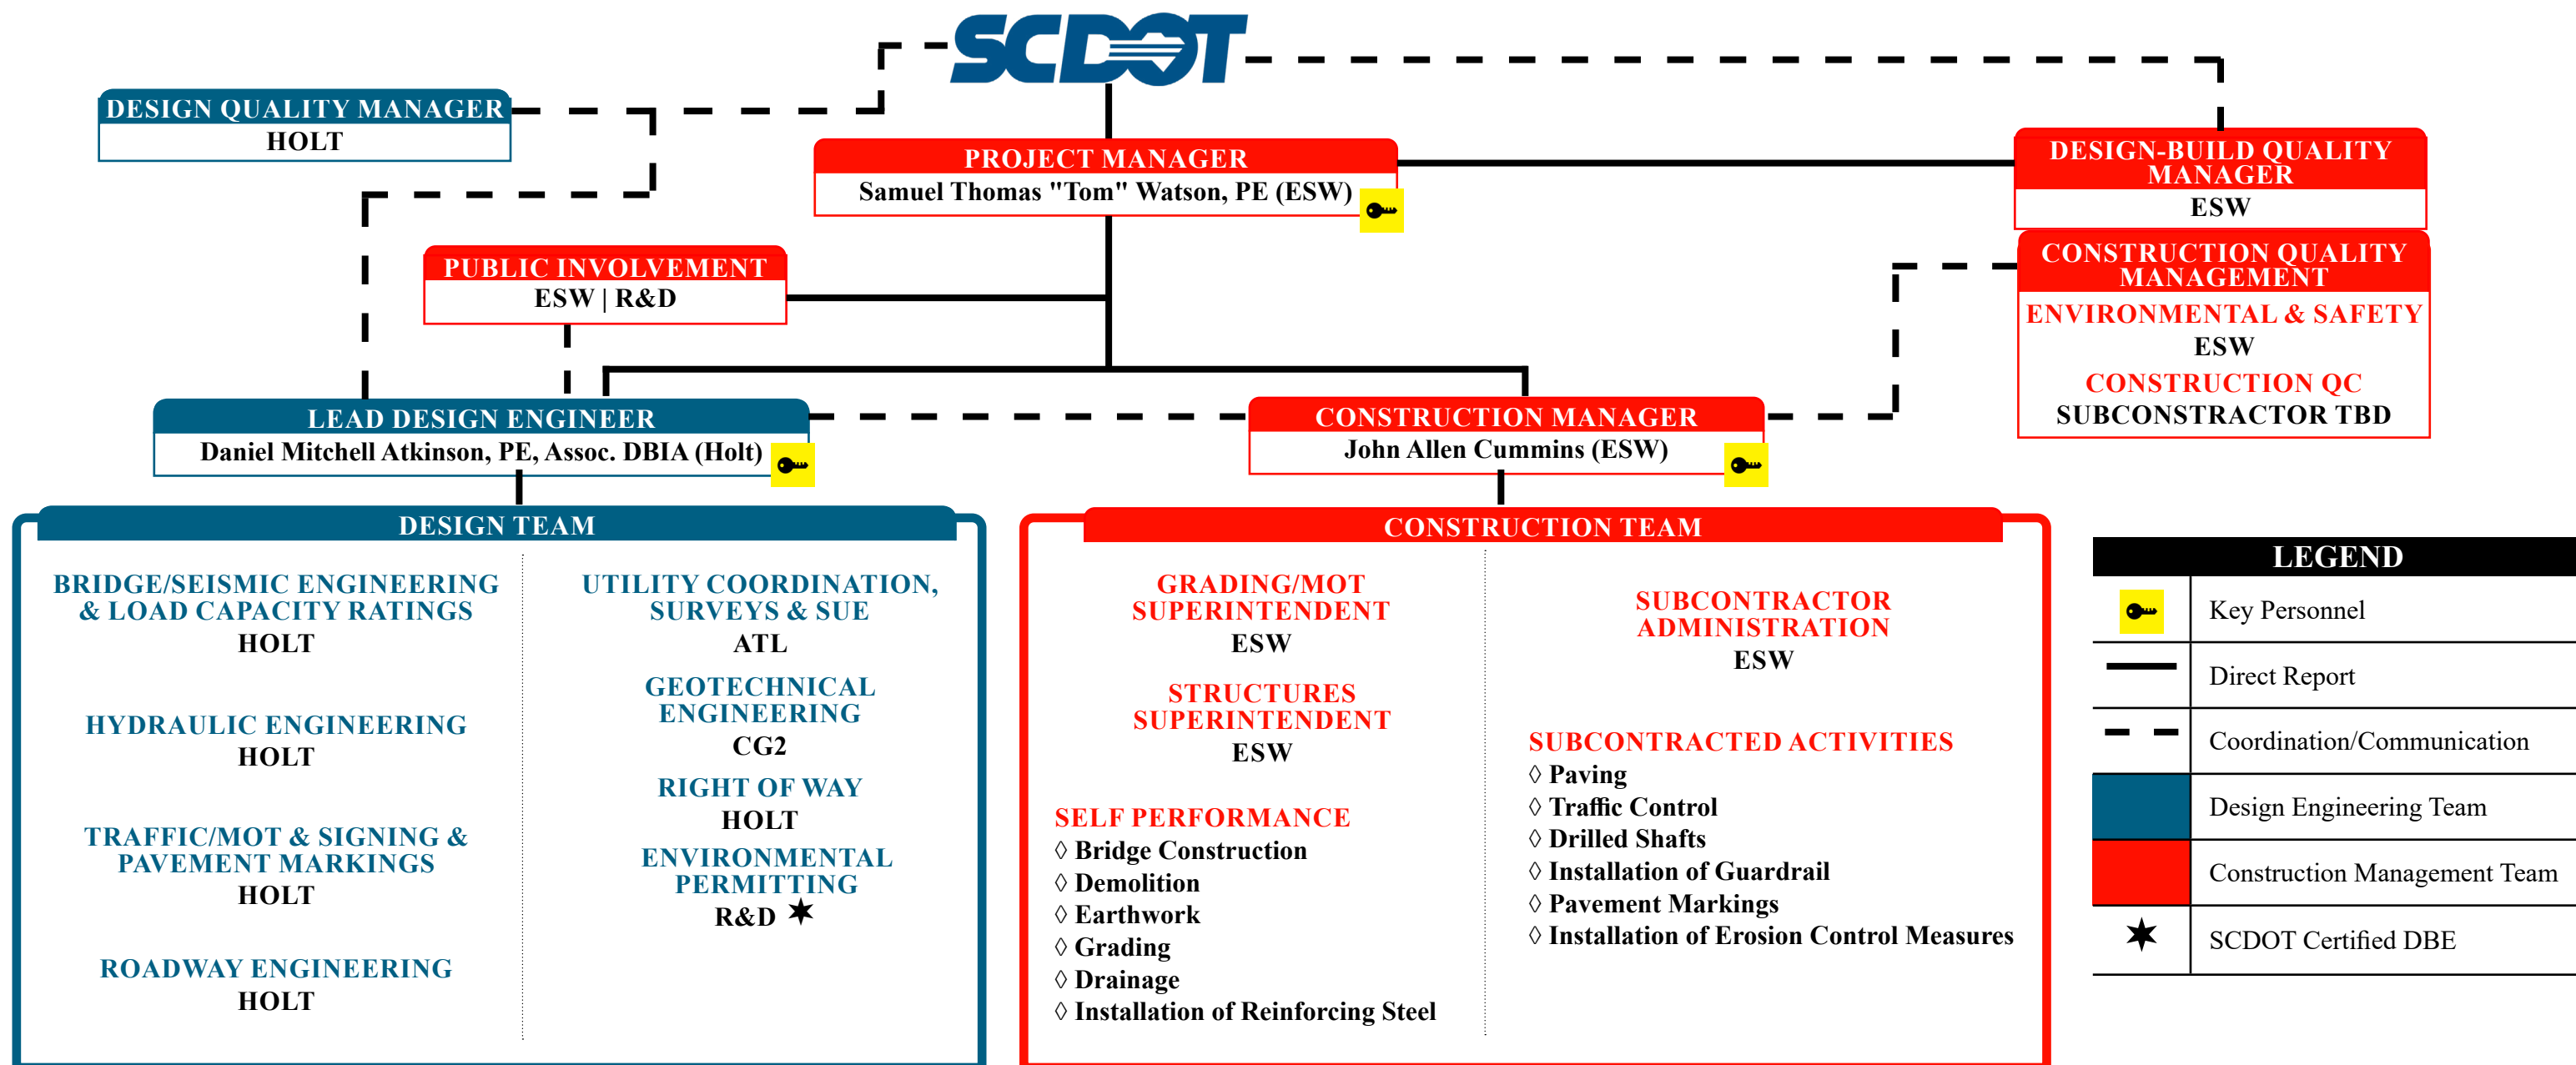 SCDOT
DESIGN QUALITY MANAGER
HOLT
PROJECT MANAGER
Samuel Thomas "Tom" Watson, PE (ESW)
DESIGN-BUILD QUALITY
MANAGER
ESW
PUBLIC INVOLVEMENT
ESW | R&D
CONSTRUCTION QUALITY
MANAGEMENT
ENVIRONMENTAL & SAFETY
ESW
CONSTRUCTION QC
SUBCONSTRACTOR TBD
LEAD DESIGN ENGINEER
Daniel Mitchell Atkinson, PE, Assoc. DBIA (Holt)
CONSTRUCTION MANAGER
John Allen Cummins (ESW)
DESIGN TEAM
BRIDGE/SEISMIC ENGINEERING
& LOAD CAPACITY RATINGS
HOLT
HYDRAULIC ENGINEERING
HOLT
TRAFFIC/MOT & SIGNING &
PAVEMENT MARKINGS
HOLT
ROADWAY ENGINEERING
HOLT
UTILITY COORDINATION,
SURVEYS & SUE
ATL
GEOTECHNICAL
ENGINEERING
CG2
RIGHT OF WAY
HOLT
ENVIRONMENTAL
PERMITTING
R&D ✶
CONSTRUCTION TEAM
GRADING/MOT
SUPERINTENDENT
ESW
STRUCTURES
SUPERINTENDENT
ESW
SELF PERFORMANCE
◊ Bridge Construction
◊ Demolition
◊ Earthwork
◊ Grading
◊ Drainage
◊ Installation of Reinforcing Steel
SUBCONTRACTOR
ADMINISTRATION
ESW
SUBCONTRACTED ACTIVITIES
◊ Paving
◊ Traffic Control
◊ Drilled Shafts
◊ Installation of Guardrail
◊ Pavement Markings
◊ Installation of Erosion Control Measures
LEGEND
Key Personnel
Direct Report
Coordination/Communication
Design Engineering Team
Construction Management Team
✶ SCDOT Certified DBE